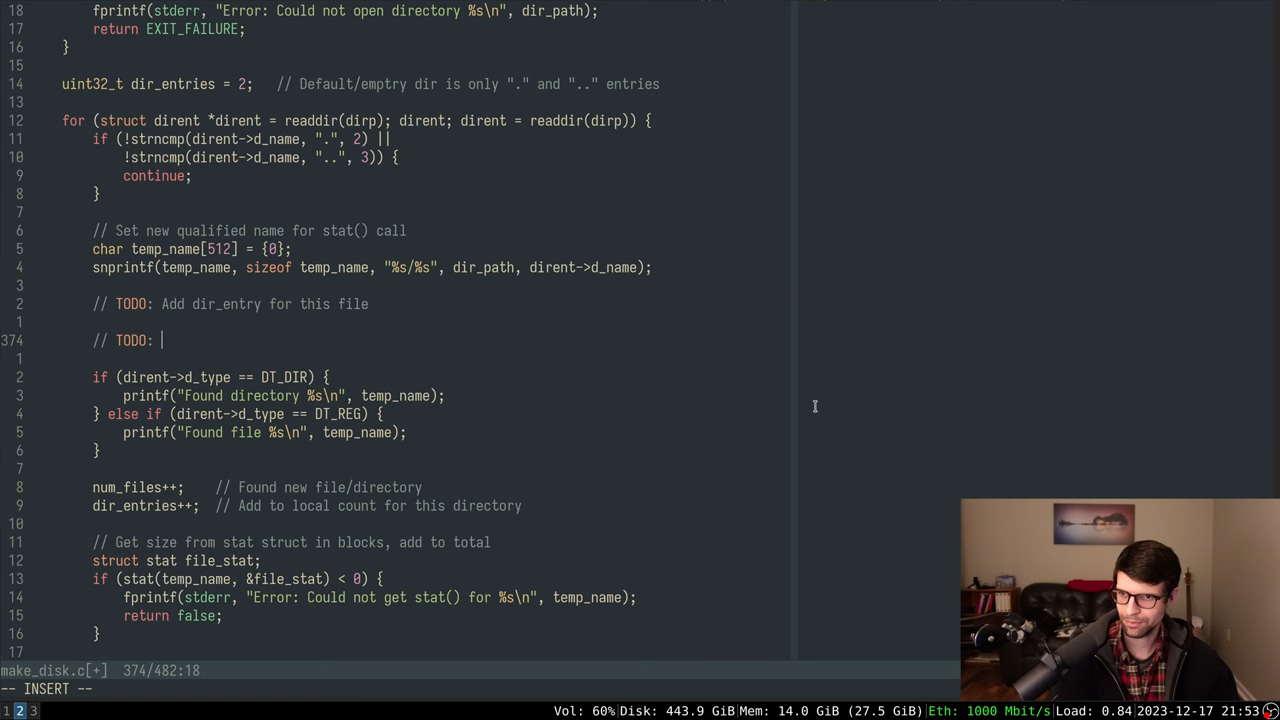 18 fprintf(stderr, "Error: Could not open directory %s\n", dir_path);
17 return EXIT_FAILURE;
16 }
15
14 uint32_t dir_entries = 2; // Default/emptry dir is only "." and ".." entries
13
12 for (struct dirent *dirent = readdir(dirp); dirent; dirent = readdir(dirp)) {
11 if (!strncmp(dirent->d_name, ".", 2) ||
10 !strncmp(dirent->d_name, "..", 3)) {
9 continue;
8 }
7
6 // Set new qualified name for stat() call
5 char temp_name[512] = {0};
4 snprintf(temp_name, sizeof temp_name, "%s/%s", dir_path, dirent->d_name);
3
2 // TODO: Add dir_entry for this file
1
374 // TODO:
1
2 if (dirent->d_type == DT_DIR) {
3 printf("Found directory %s\n", temp_name);
4 } else if (dirent->d_type == DT_REG) {
5 printf("Found file %s\n", temp_name);
6 }
7
8 num_files++; // Found new file/directory
9 dir_entries++; // Add to local count for this directory
10
11 // Get size from stat struct in blocks, add to total
12 struct stat file_stat;
13 if (stat(temp_name, &file_stat) < 0) {
14 fprintf(stderr, "Error: Could not get stat() for %s\n", temp_name);
15 return false;
16 }
17
make_disk.c[+] 374/482:18
-- INSERT --
1 2 3 Vol: 60%|Disk: 443.9 GiB|Mem: 14.0 GiB (27.5 GiB)|Eth: 1000 Mbit/s|Load: 0.84|2023-12-17 21:53